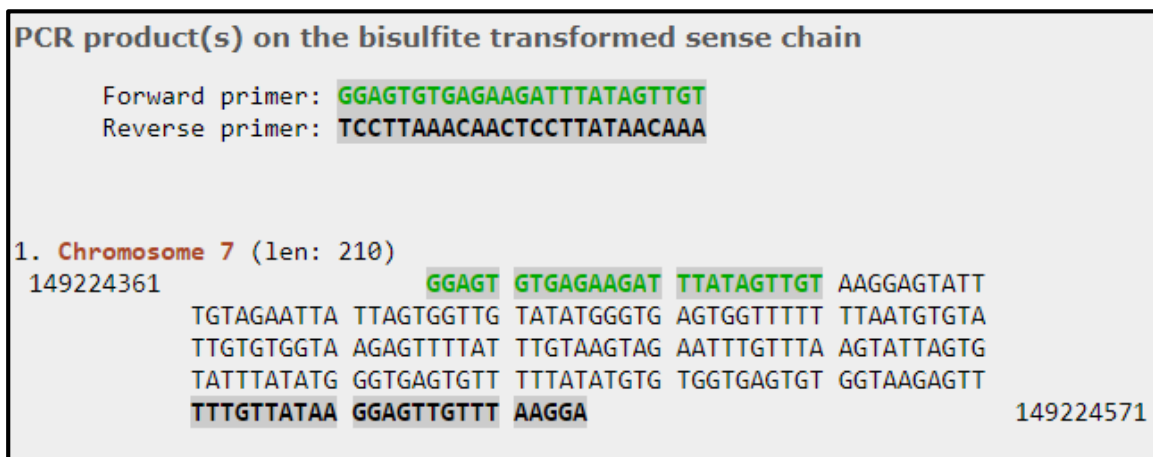 PCR product(s) on the bisulfite transformed sense chain
Forward primer: GGAGTGTGAGAAGATTTATAGTTGT
Reverse primer: TCCTTAAACAACTCCTTATAACAAA
1. Chromosome 7 (len: 210)
149224361 GGAGT GTGAGAAGAT TTATAGTTGT AAGGAGTATT
TGTAGAATTA TTAGTGGTTG TATATGGGTG AGTGGTTTTT TTAATGTGTA
TTGTGTGGTA AGAGTTTTAT TTGTAAGTAG AATTTGTTTA AGTATTAGTG
TATTTATATG GGTGAGTGTT TTTATATGTG TGGTGAGTGT GGTAAGAGTT
TTTGTTATAA GGAGTTGTTT AAGGA 149224571